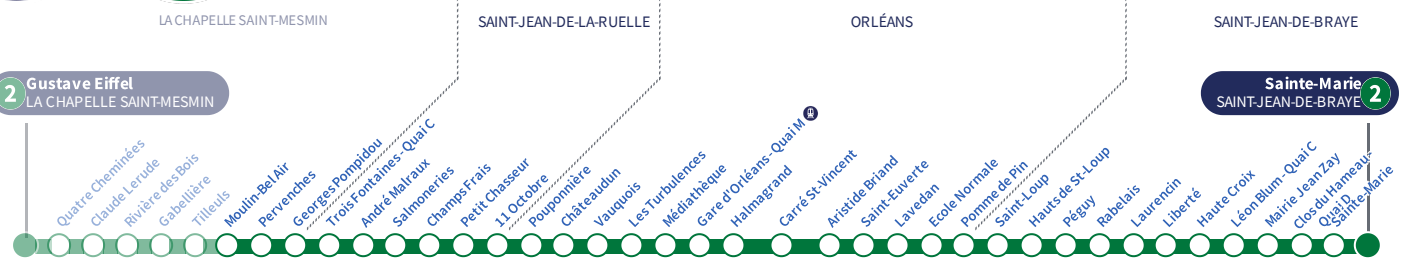 LA CHAPELLE SAINT-MESMIN
SAINT-JEAN-DE-LA-RUELLE
ORLÉANS
SAINT-JEAN-DE-BRAYE
2
Gustave Eiffel
LA CHAPELLE SAINT-MESMIN
Sainte-Marie
SAINT-JEAN-DE-BRAYE
2
Quatre Cheminées
Claude Lerude
Rivière des Bois
Gabellière
Tilleuls
Moulin-Bel Air
Pervenches
Georges Pompidou
Trois Fontaines - Quai C
André Malraux
Salmoneries
Champs Frais
Petit Chasseur
11 Octobre
Pouponnière
Châteaudun
Vauquois
Les Turbulences
Médiathèque
Gare d'Orléans - Quai M
Halmagrand
Carré St-Vincent
Aristide Briand
Saint-Euverte
Lavedan
Ecole Normale
Pomme de Pin
Saint-Loup
Hauts de St-Loup
Péguy
Rabelais
Laurencin
Liberté
Haute Croix
Léon Blum - Quai C
Mairie Jean Zay
Clos du Hameau-
Quai D
Sainte-Marie